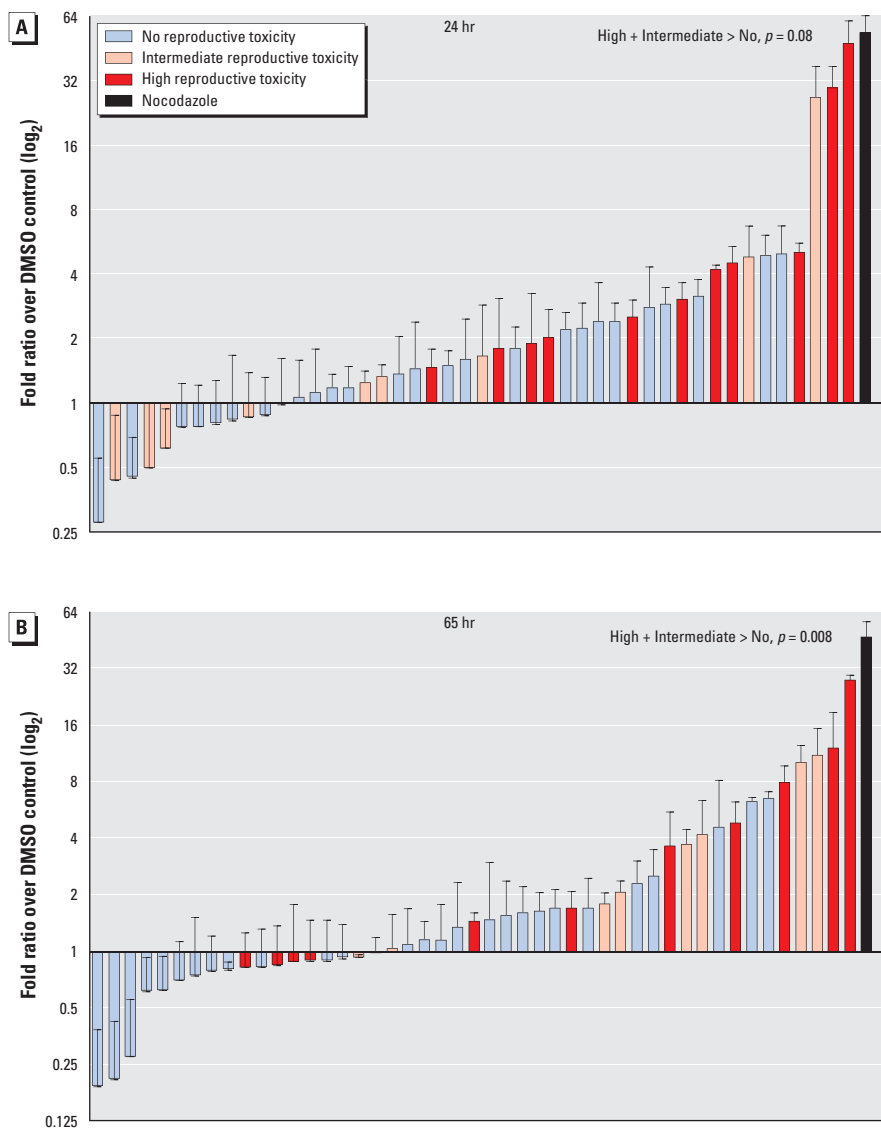 A
24 hr
High + Intermediate > No, p = 0.08
No reproductive toxicity
Intermediate reproductive toxicity
High reproductive toxicity
Nocodazole
Fold ratio over DMSO control (log2)
64
32
16
8
4
2
1
0.5
0.25
B
65 hr
High + Intermediate > No, p = 0.008
Fold ratio over DMSO control (log2)
64
32
16
8
4
2
1
0.5
0.25
0.125